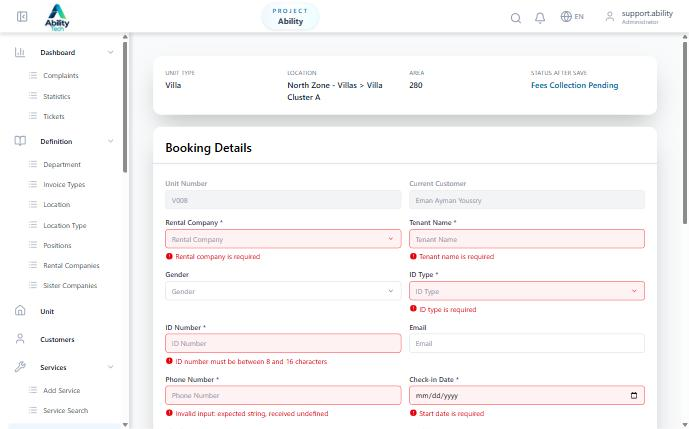 Ability
Tech
PROJECT
Ability
EN
support.ability
Administrator
Dashboard
Complaints
Statistics
Tickets
Definition
Department
Invoice Types
Location
Location Type
Positions
Rental Companies
Sister Companies
Unit
Customers
Services
Add Service
Service Search
UNIT TYPE
Villa
LOCATION
North Zone - Villas > Villa
Cluster A
AREA
280
STATUS AFTER SAVE
Fees Collection Pending
Booking Details
Unit Number
V008
Current Customer
Eman Ayman Youssry
Rental Company *
Rental Company
Rental company is required
Tenant Name *
Tenant Name
Tenant name is required
Gender
Gender
ID Type *
ID Type
ID type is required
ID Number *
ID Number
ID number must be between 8 and 16 characters
Email
Email
Phone Number *
Phone Number
Invalid input: expected string, received undefined
Check-in Date *
mm/dd/yyyy
Start date is required